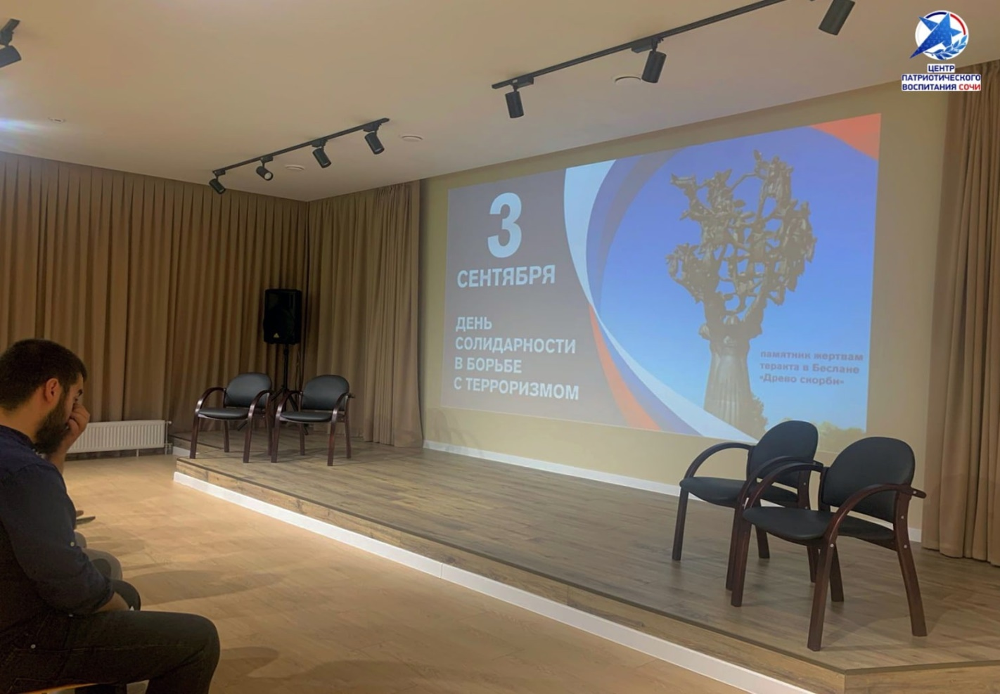 ЦЕНТР
ПАТРИОТИЧЕСКОГО
ВОСПИТАНИЯ СОЧИ
3
СЕНТЯБРЯ
ДЕНЬ
СОЛИДАРНОСТИ
В БОРЬБЕ
С ТЕРРОРИЗМОМ
памятник жертвам
теракта в Беслане
«Древо скорби»